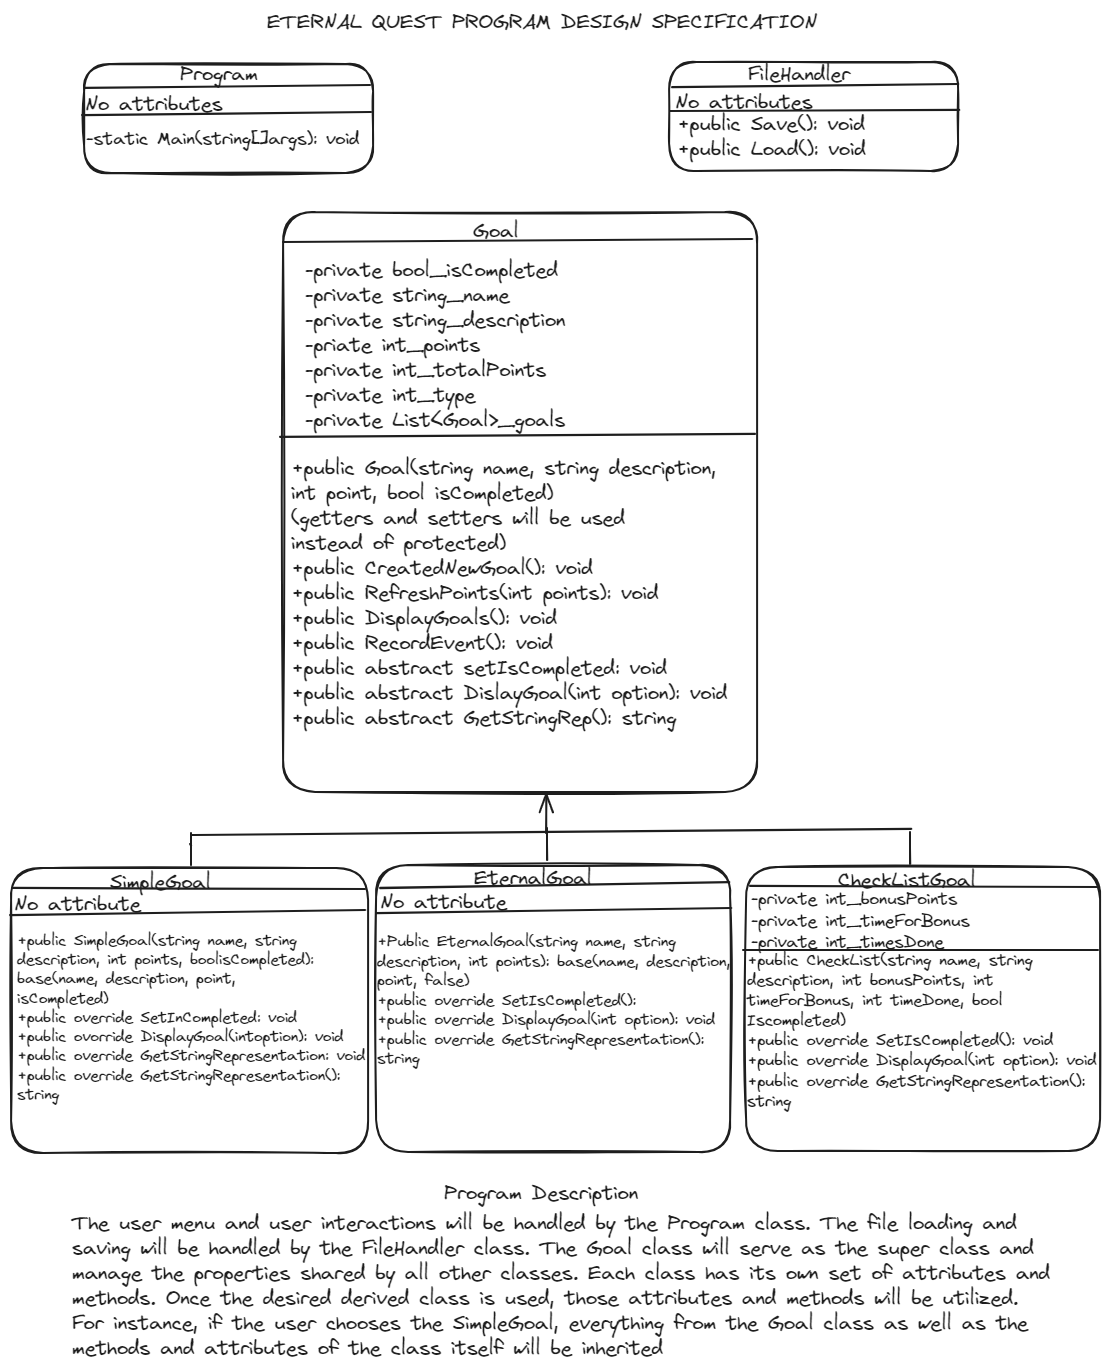 ETERNAL QUEST PROGRAM DESIGN SPECIFICATION
Program
No attributes
-static Main(string[]args): void
FileHandler
No attributes
+public Save(): void
+public Load(): void
Goal
-private bool_isCompleted
-private string_name
-private string_description
-priate int_points
-private int_totalPoints
-private int_type
-private List<Goal>_goals
+public Goal(string name, string description,
int point, bool isCompleted)
(getters and setters will be used
instead of protected)
+public CreatedNewGoal(): void
+public RefreshPoints(int points): void
+public DisplayGoals(): void
+public RecordEvent(): void
+public abstract setIsCompleted: void
+public abstract DislayGoal(int option): void
+public abstract GetStringRep(): string
SimpleGoal
No attribute
+public SimpleGoal(string name, string
description, int points, boolisCompleted):
base(name, description, point,
isCompleted)
+public override SetInCompleted: void
+public ovorride DisplayGoal(intoption): void
+public override GetStringRepresentation: void
+public override GetStringRepresentation():
string
EternalGoal
No attribute
+Public EternalGoal(string name, string
description, int points): base(name, description,
point, false)
+public override SetIsCompleted():
+public override DisplayGoal(int option): void
+public override GetStringRepresentation():
string
CheckListGoal
-private int_bonusPoints
-private int_timeForBonus
-private int_timesDone
+public CheckList(string name, string
description, int bonusPoints, int
timeForBonus, int timeDone, bool
Iscompleted)
+public override SetIsCompleted(): void
+public override DisplayGoal(int option): void
+public override GetStringRepresentation():
string
Program Description
The user menu and user interactions will be handled by the Program class. The file loading and
saving will be handled by the FileHandler class. The Goal class will serve as the super class and
manage the properties shared by all other classes. Each class has its own set of attributes and
methods. Once the desired derived class is used, those attributes and methods will be utilized.
For instance, if the user chooses the SimpleGoal, everything from the Goal class as well as the
methods and attributes of the class itself will be inherited